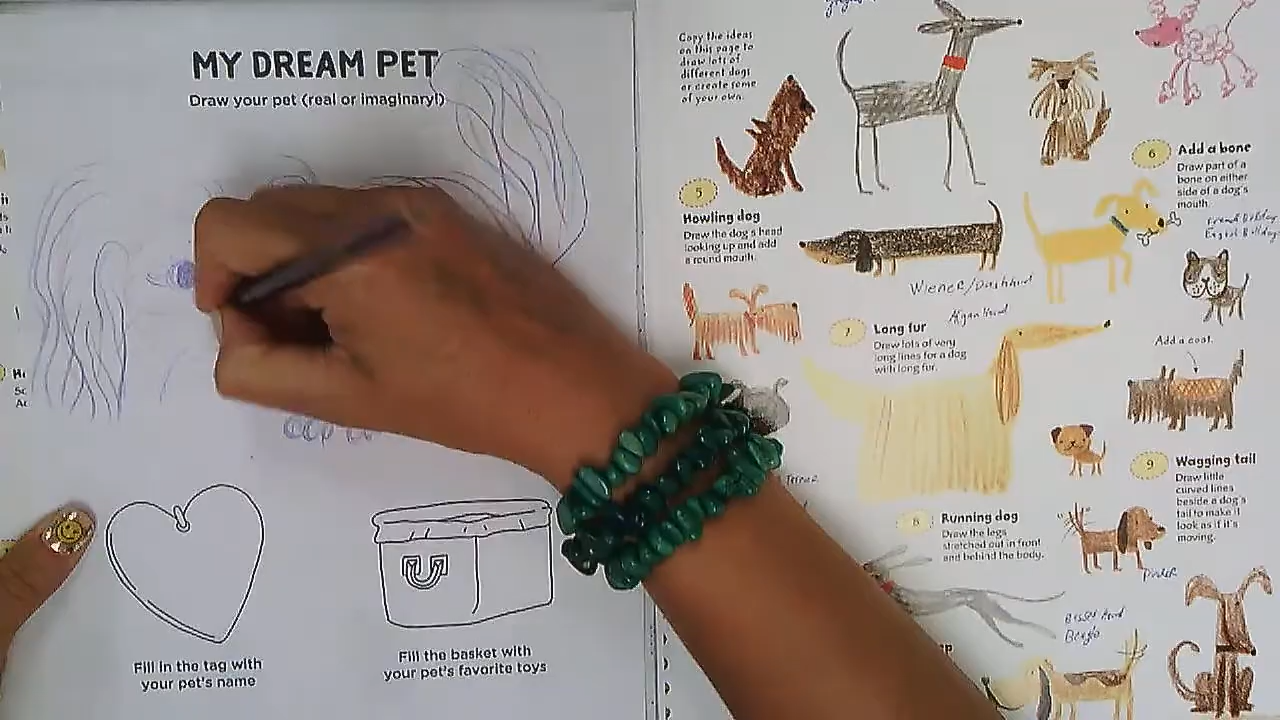 MY DREAM PET
Draw your pet (real or imaginary!)
Fill in the tag with
your pet's name
Fill the basket with
your pet's favorite toys
Copy the ideas
on this page to
draw lots of
different dogs
or create some
of your own.
5
Howling dog
Draw the dog's head
looking up and add
a round mouth.
6
Add a bone
Draw part of a
bone on either
side of a dog's
mouth.
Wiener/Dashhund
7
Long fur
Draw lots of very
long lines for a dog
with long fur.
Add a coat.
8
Running dog
Draw the legs
stretched out in front
and behind the body.
9
Wagging tail
Draw little
curved lines
beside a dog's
tail to make it
look as if it's
moving.
Beagle